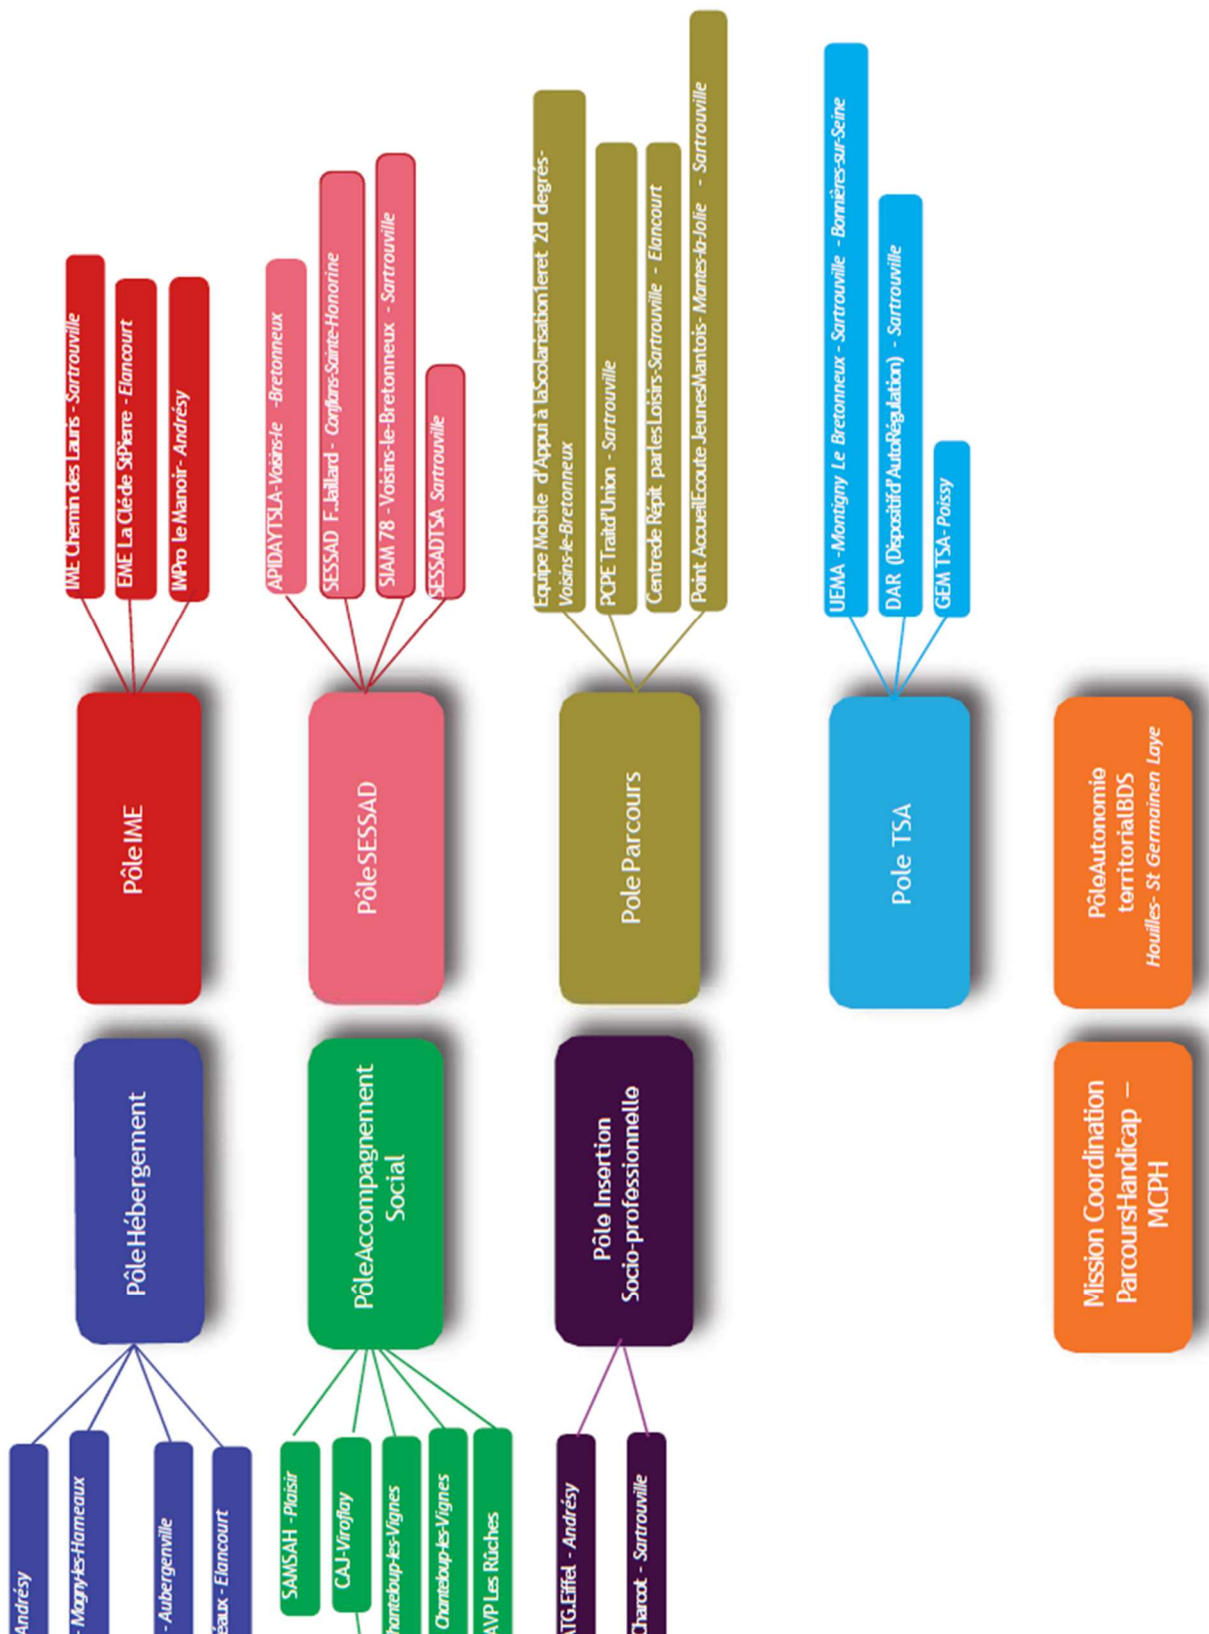 IME Chemin des Lauris - Sartrouville
EME La Clé de St Pierre - Elancourt
IMPro le Manoir - Andrésy
Pôle IME
APIDAY TSLA - Voisins-le -Bretonneux
SESSAD F. Jaillard - Conflans-Sainte-Honorine
SIAM 78 - Voisins-le-Bretonneux - Sartrouville
SESSAD TSA Sartrouville
Pôle SESSAD
Equipe Mobile d'Appui à la Scolarisation 1er et 2d degrés -
Voisins-le-Bretonneux
PCPE Trait d'Union - Sartrouville
Centre de Répit par les Loisirs - Sartrouville - Elancourt
Point Accueil Ecoute Jeunes Mantois - Mantes-la-Jolie - Sartrouville
Pole Parcours
UEMA - Montigny Le Bretonneux - Sartrouville - Bonnières-sur-Seine
DAR (Dispositif d'AutoRégulation) - Sartrouville
GEM TSA - Poissy
Pole TSA
Pôle Autonomie
territorial BDS
Houilles - St Germain en Laye
Pôle Hébergement
Andrésy
- Magny-les-Hameaux
- Aubergenville
éaux - Elancourt
Pôle Accompagnement
Social
SAMSAH - Plaisir
CAJ - Viroflay
hanteloup-les-Vignes
Chanteloup-les-Vignes
AVP Les Rûches
Pôle Insertion
Socio-professionnelle
AT G. Eiffel - Andrésy
Charcot - Sartrouville
Mission Coordination
Parcours Handicap –
MCPH